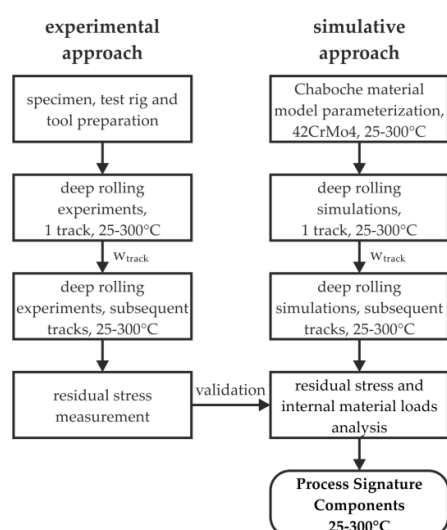 experimental
approach
specimen, test rig and
tool preparation
deep rolling
experiments,
1 track, 25-300°C
wtrack
deep rolling
experiments, subsequent
tracks, 25-300°C
residual stress
measurement
validation
simulative
approach
Chaboche material
model parameterization,
42CrMo4, 25-300°C
deep rolling
simulations,
1 track, 25-300°C
wtrack
deep rolling
simulations, subsequent
tracks, 25-300°C
residual stress and
internal material loads
analysis
Process Signature
Components
25-300°C